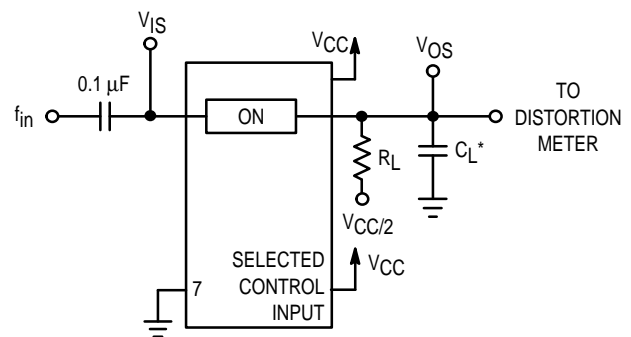 VIS
VCC
VOS
0.1 μF
fin
ON
TO
DISTORTION
METER
RL
CL*
VCC/2
SELECTED
CONTROL
INPUT
VCC
7